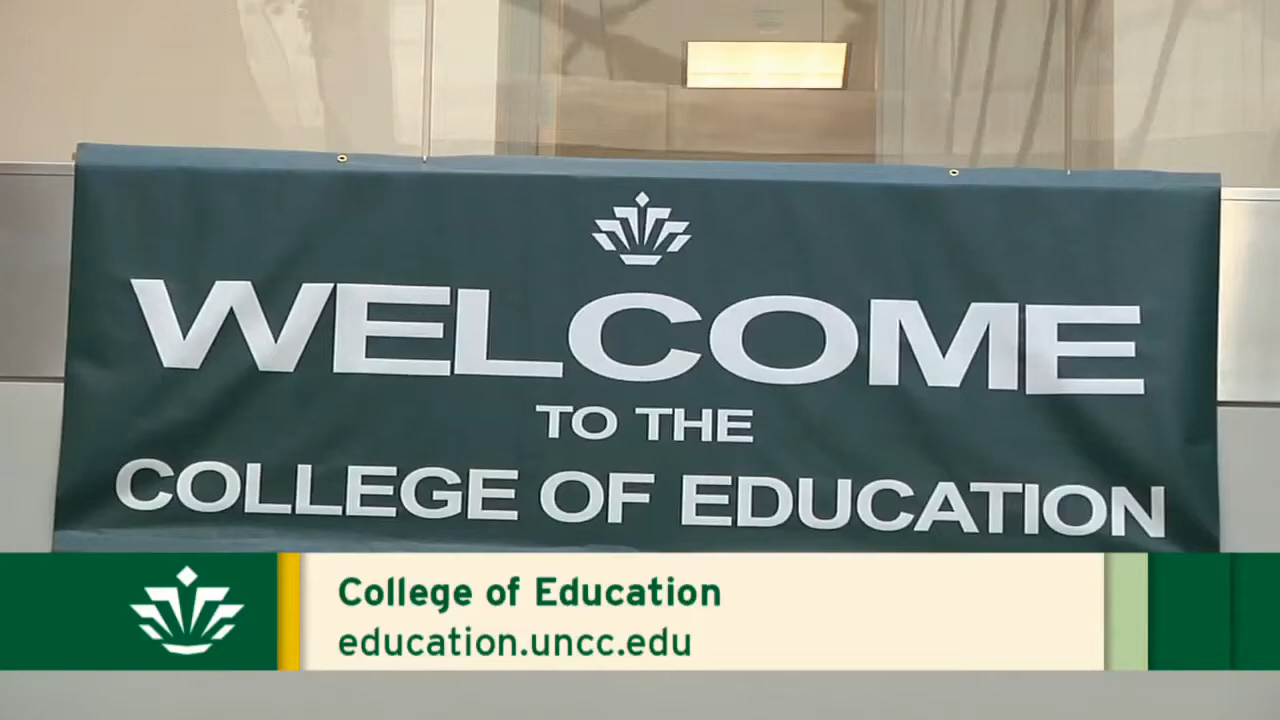 WELCOME
TO THE
COLLEGE OF EDUCATION
College of Education
education.uncc.edu